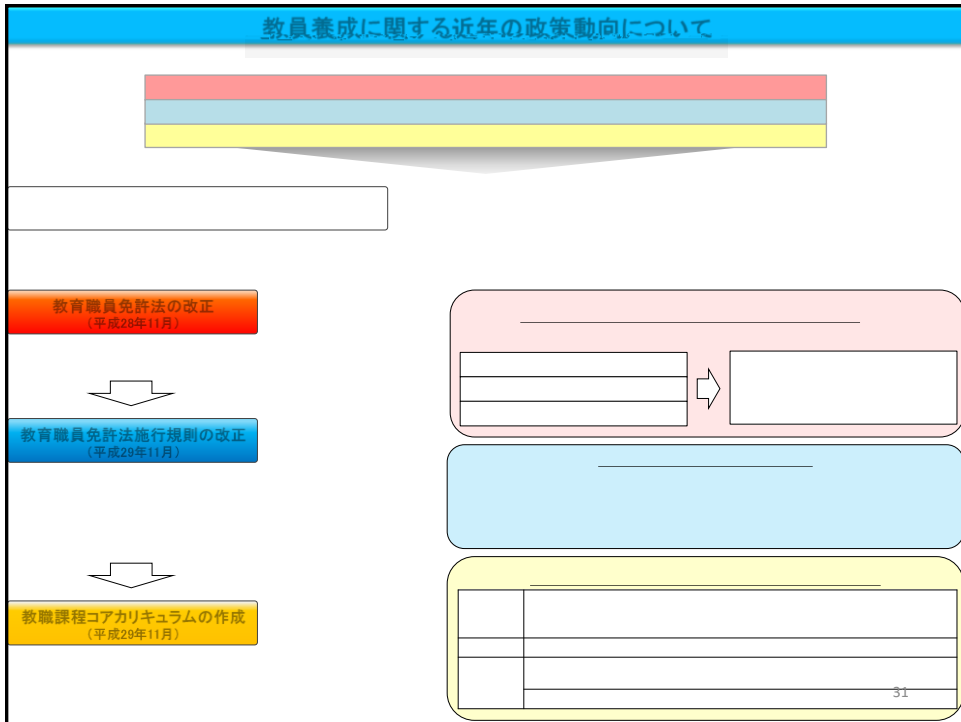 教員養成に関する近年の政策動向について
教育職員免許法の改正
（平成28年11月）
教育職員免許法施行規則の改正
（平成29年11月）
教職課程コアカリキュラムの作成
（平成29年11月）
31